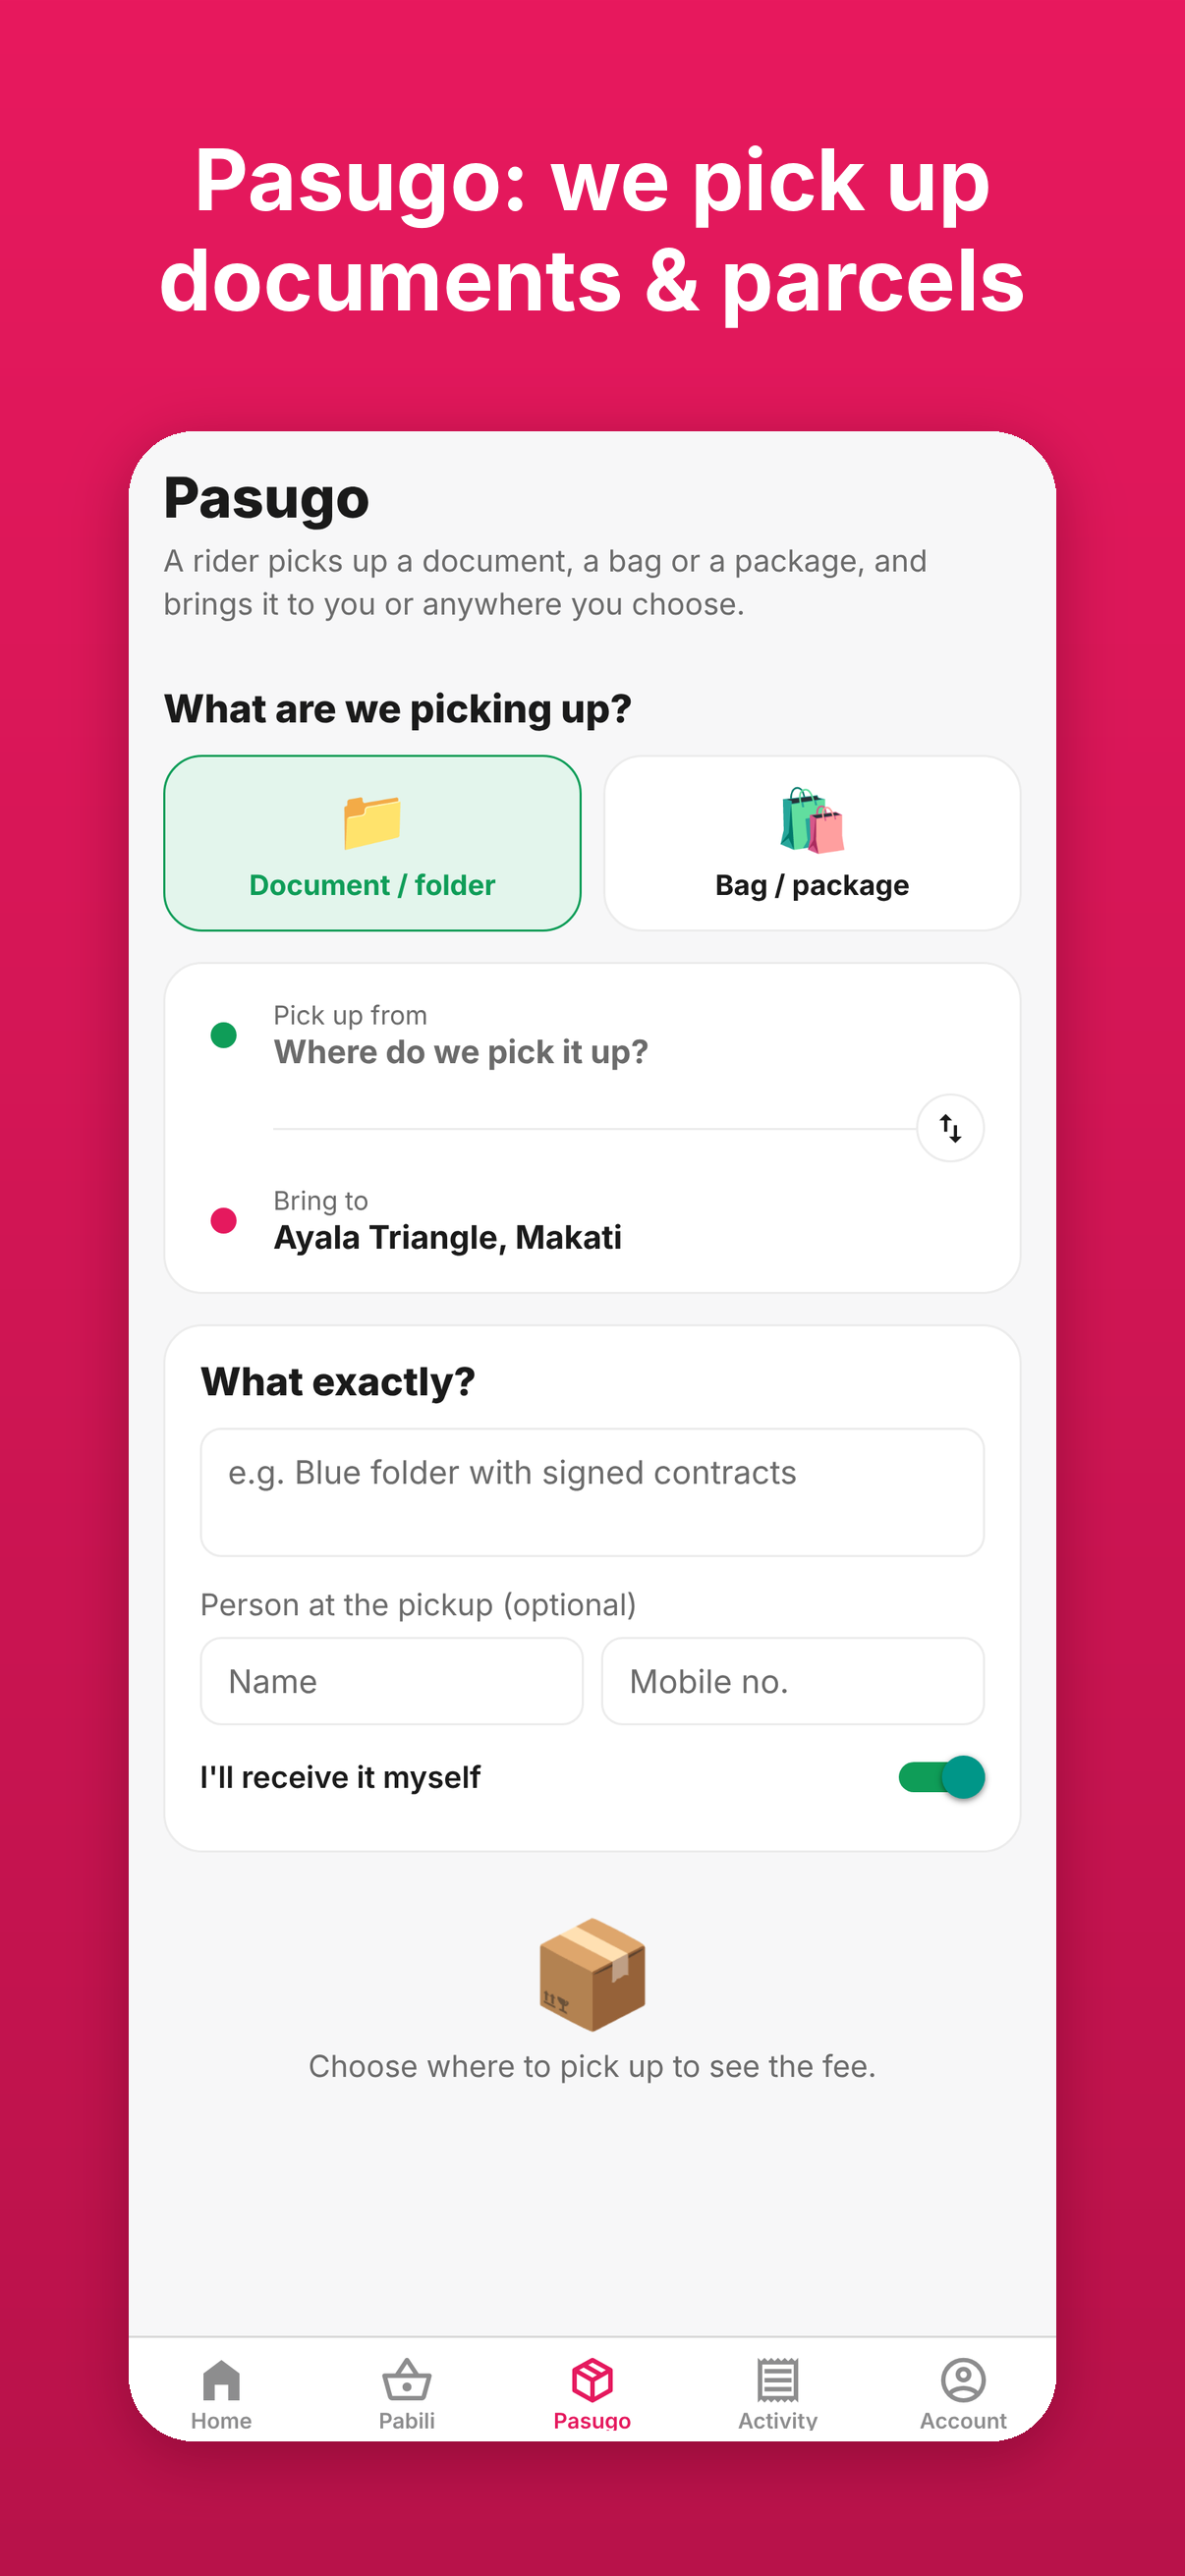 Pasugo: we pick up
documents & parcels
Pasugo
A rider picks up a document, a bag or a package, and
brings it to you or anywhere you choose.
What are we picking up?
Document / folder
Bag / package
Pick up from
Where do we pick it up?
Bring to
Ayala Triangle, Makati
What exactly?
e.g. Blue folder with signed contracts
Person at the pickup (optional)
Name
Mobile no.
I'll receive it myself
Choose where to pick up to see the fee.
Home
Pabili
Pasugo
Activity
Account